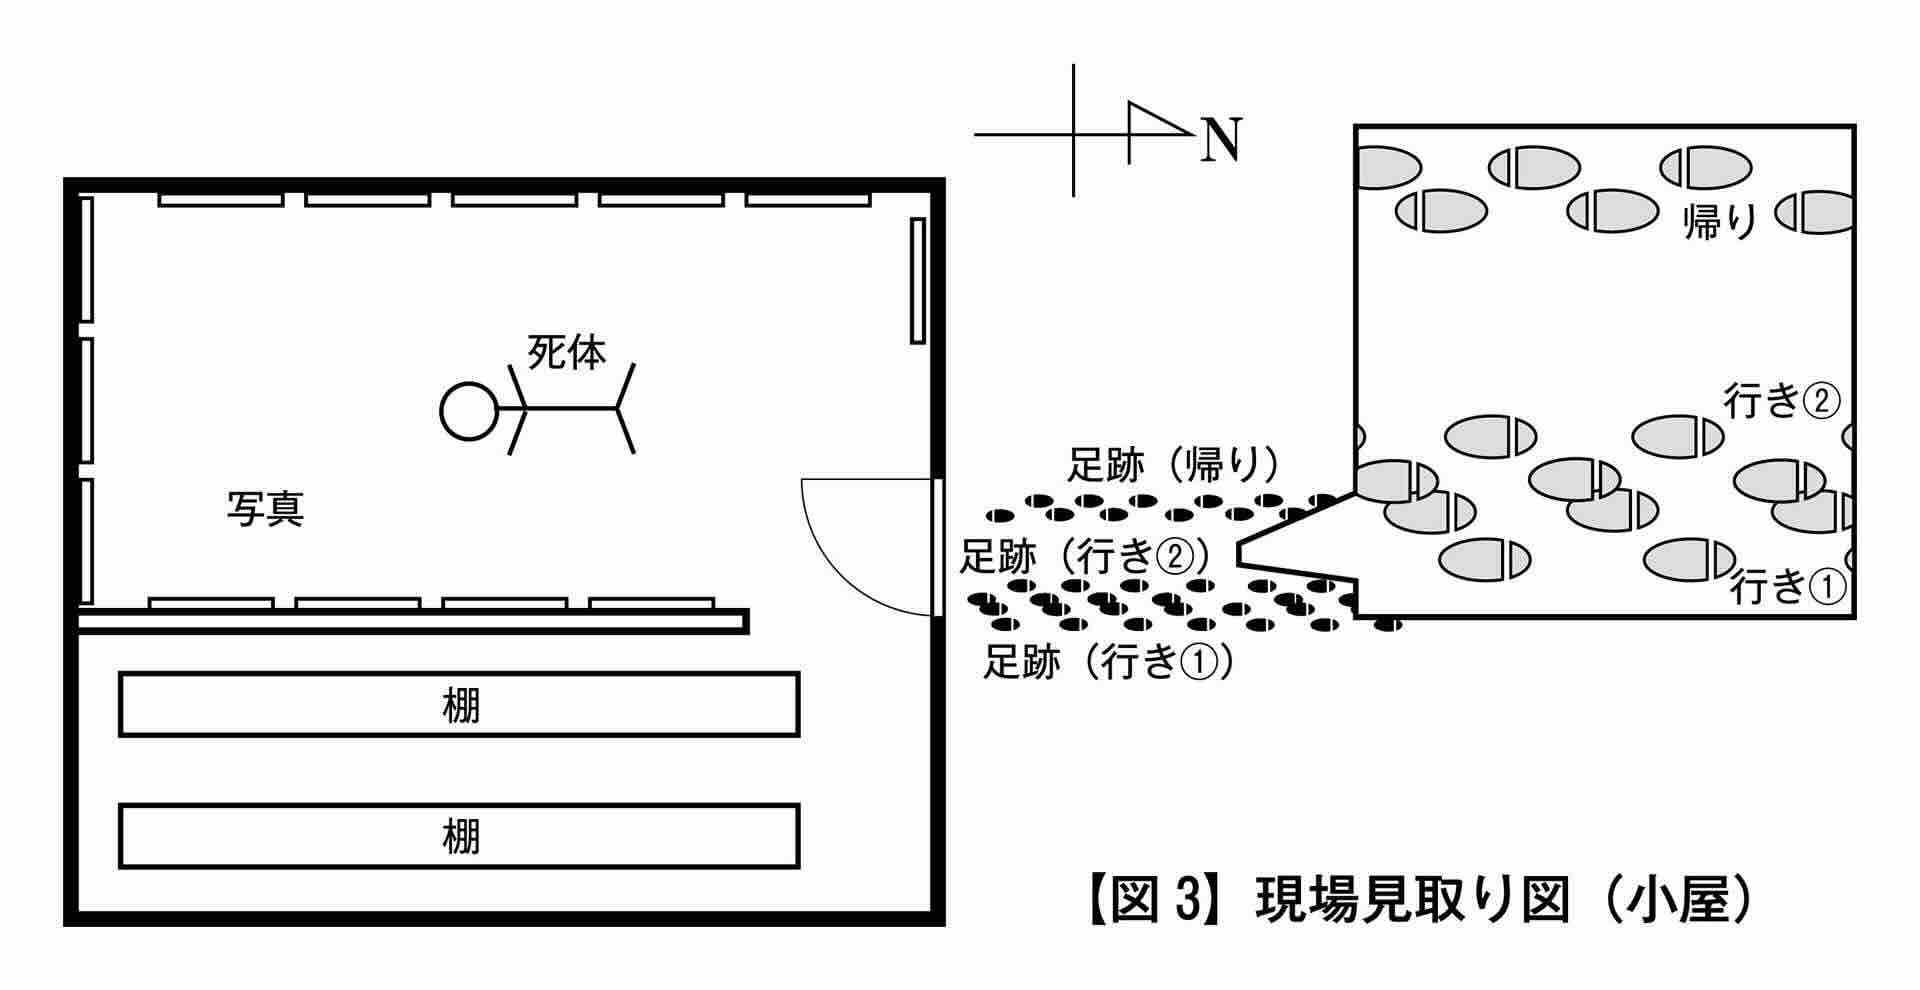 N
帰り
死体
行き②
足跡（帰り）
写真
足跡（行き②）
行き①
足跡（行き①）
棚
棚
【図3】現場見取り図（小屋）